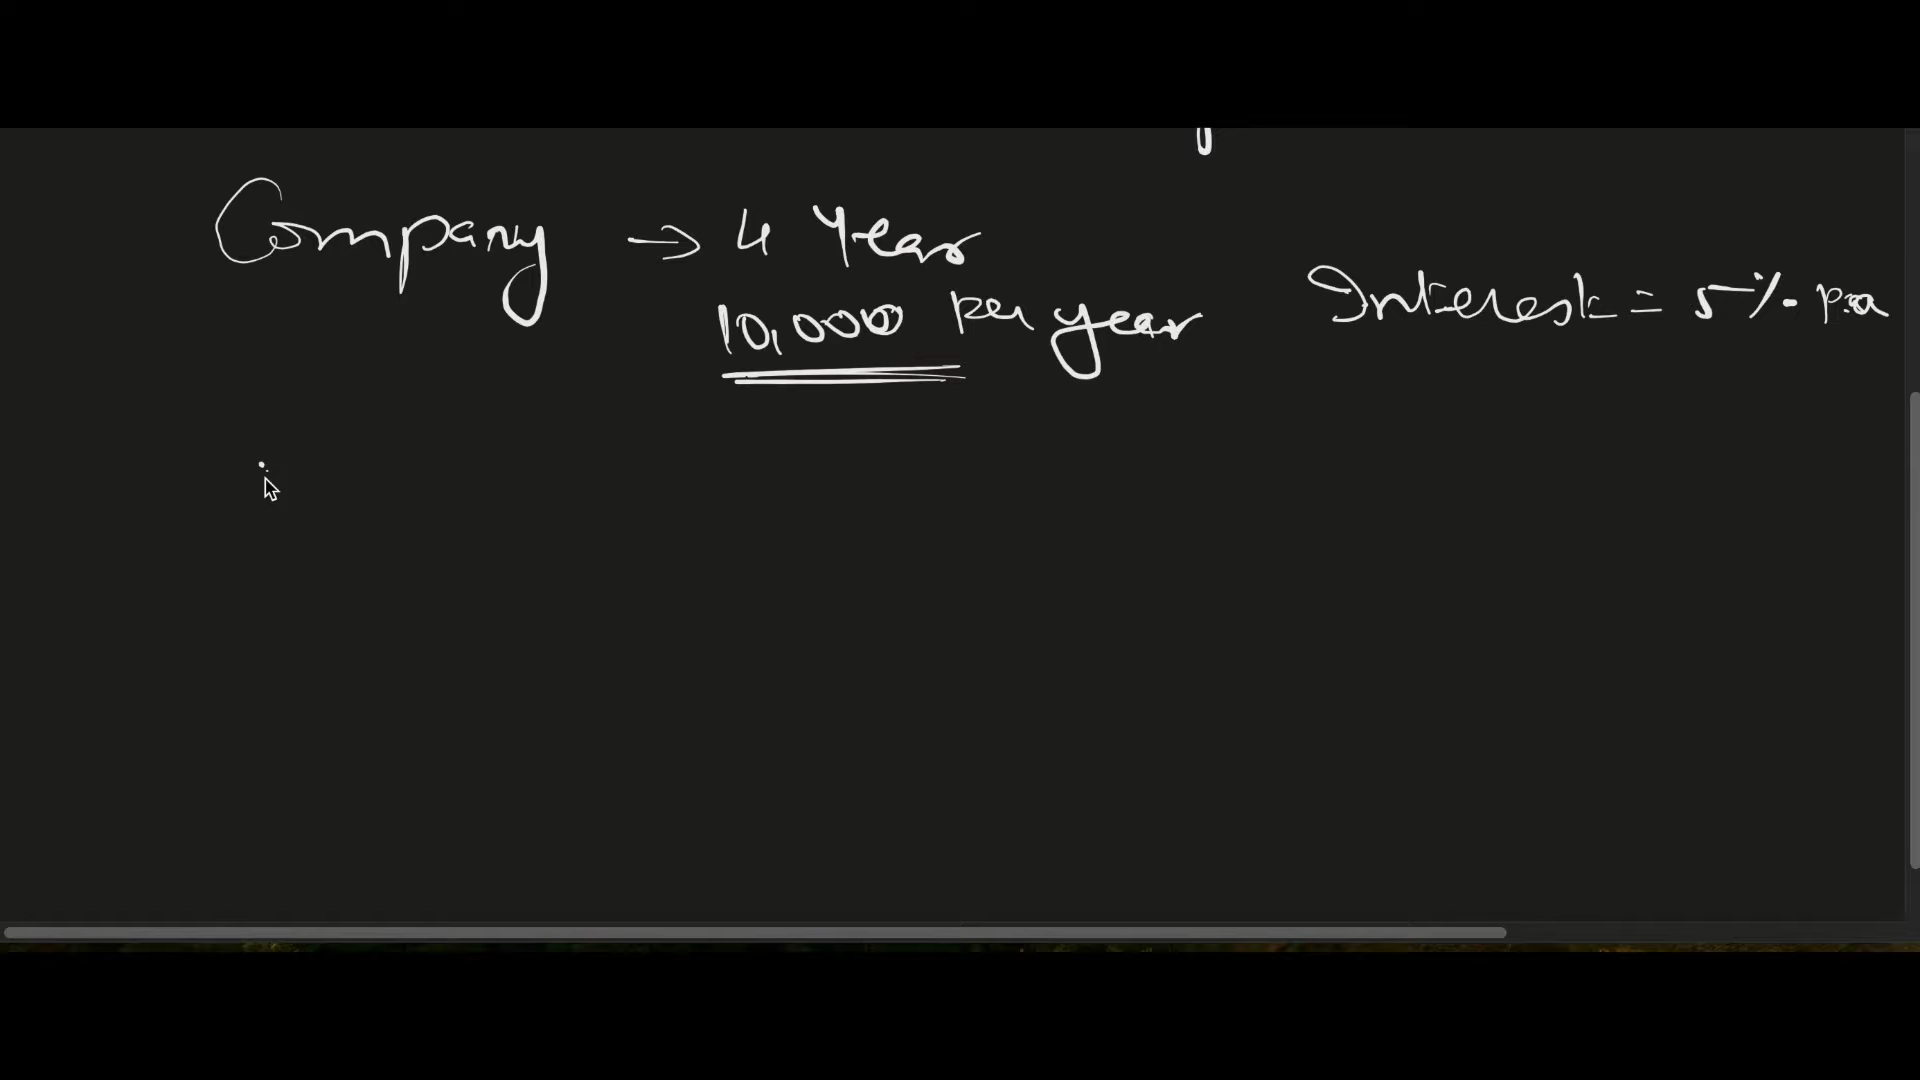 Company → 4 Year
10,000 per year
Interest = 5% p.a